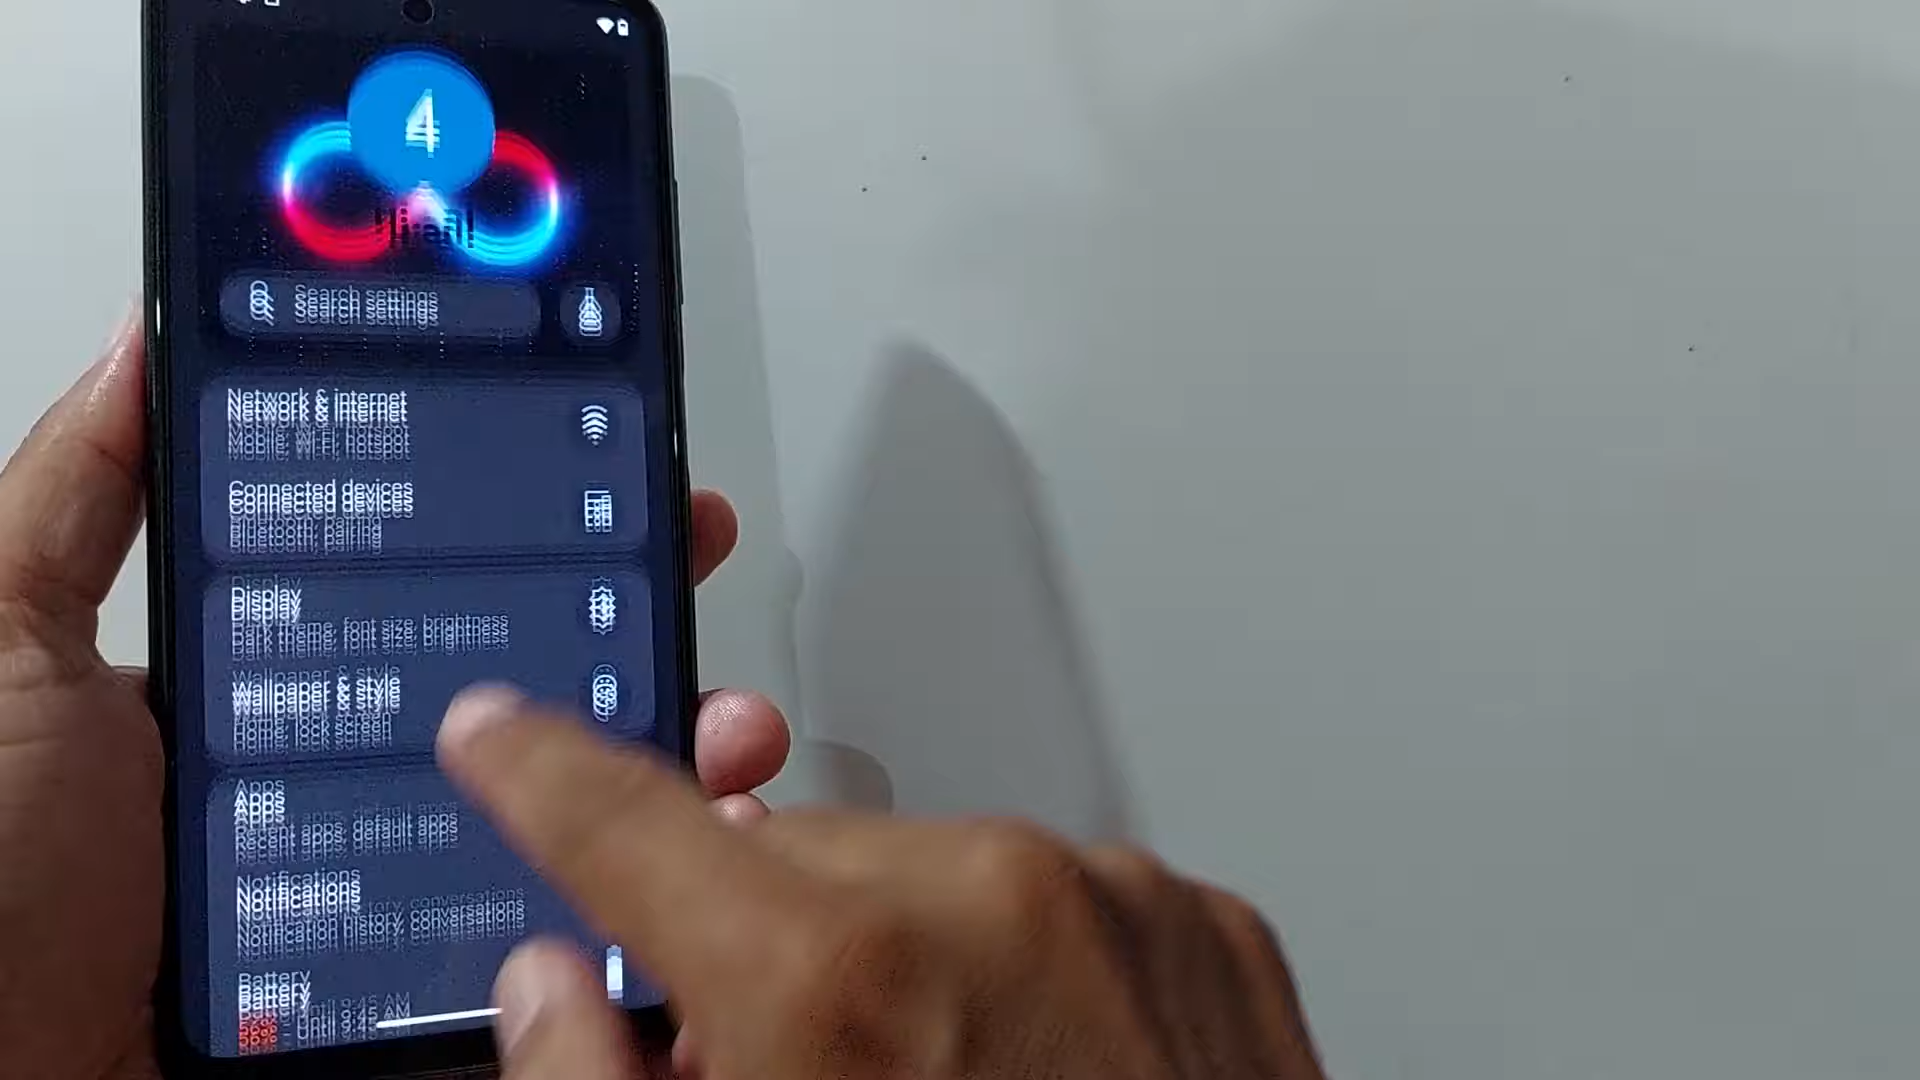 4
Search settings
Network & internet
Mobile, Wi-Fi, hotspot
Connected devices
Bluetooth, pairing
Display
Dark theme, font size, brightness
Wallpaper & style
Home, lock screen
Apps
Recent apps, default apps
Notifications
Notification history, conversations
Battery
56% - Until 9:45 AM